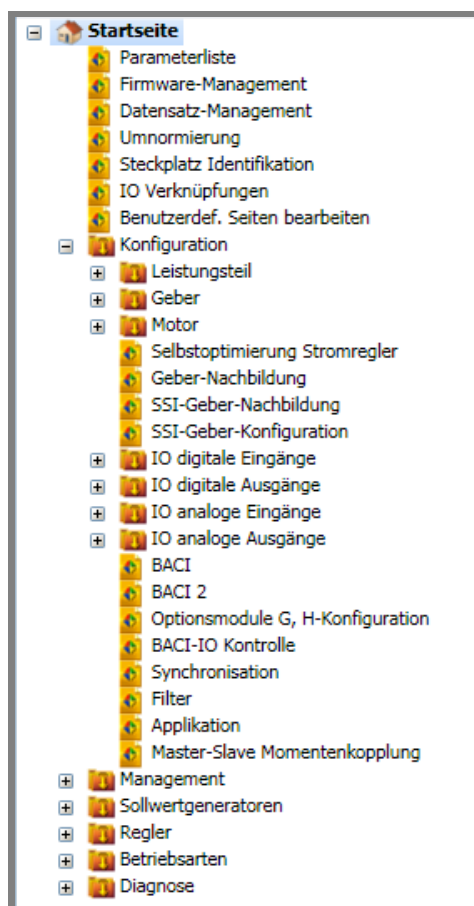 Startseite
Parameterliste
Firmware-Management
Datensatz-Management
Umnormierung
Steckplatz Identifikation
IO Verknüpfungen
Benutzerdef. Seiten bearbeiten
Konfiguration
Leistungsteil
Geber
Motor
Selbstoptimierung Stromregler
Geber-Nachbildung
SSI-Geber-Nachbildung
SSI-Geber-Konfiguration
IO digitale Eingänge
IO digitale Ausgänge
IO analoge Eingänge
IO analoge Ausgänge
BACI
BACI 2
Optionsmodule G, H-Konfiguration
BACI-IO Kontrolle
Synchronisation
Filter
Applikation
Master-Slave Momentenkopplung
Management
Sollwertgeneratoren
Regler
Betriebsarten
Diagnose